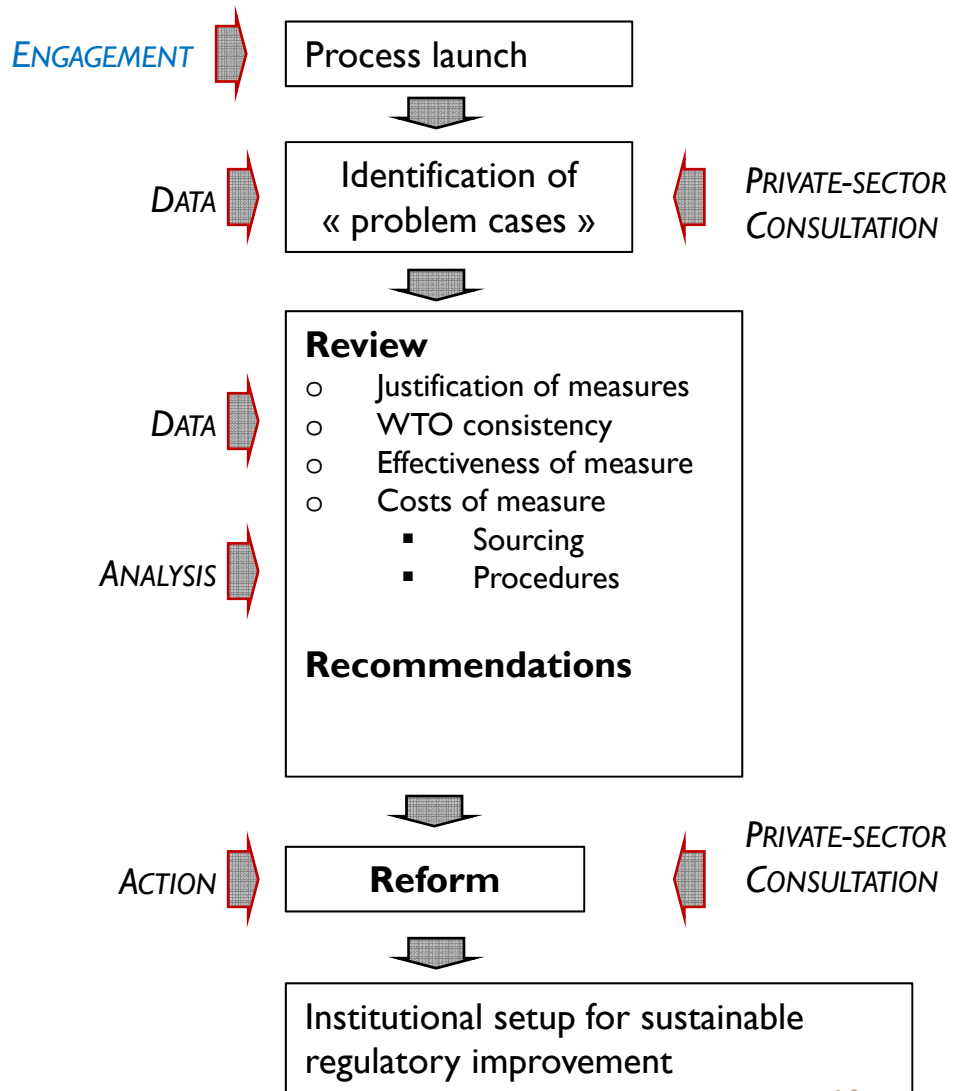 ENGAGEMENT
Process launch
DATA
Identification of
« problem cases »
PRIVATE-SECTOR
CONSULTATION
Review
o Justification of measures
DATA
o WTO consistency
o Effectiveness of measure
o Costs of measure
▪ Sourcing
ANALYSIS
▪ Procedures
Recommendations
ACTION
Reform
PRIVATE-SECTOR
CONSULTATION
Institutional setup for sustainable
regulatory improvement